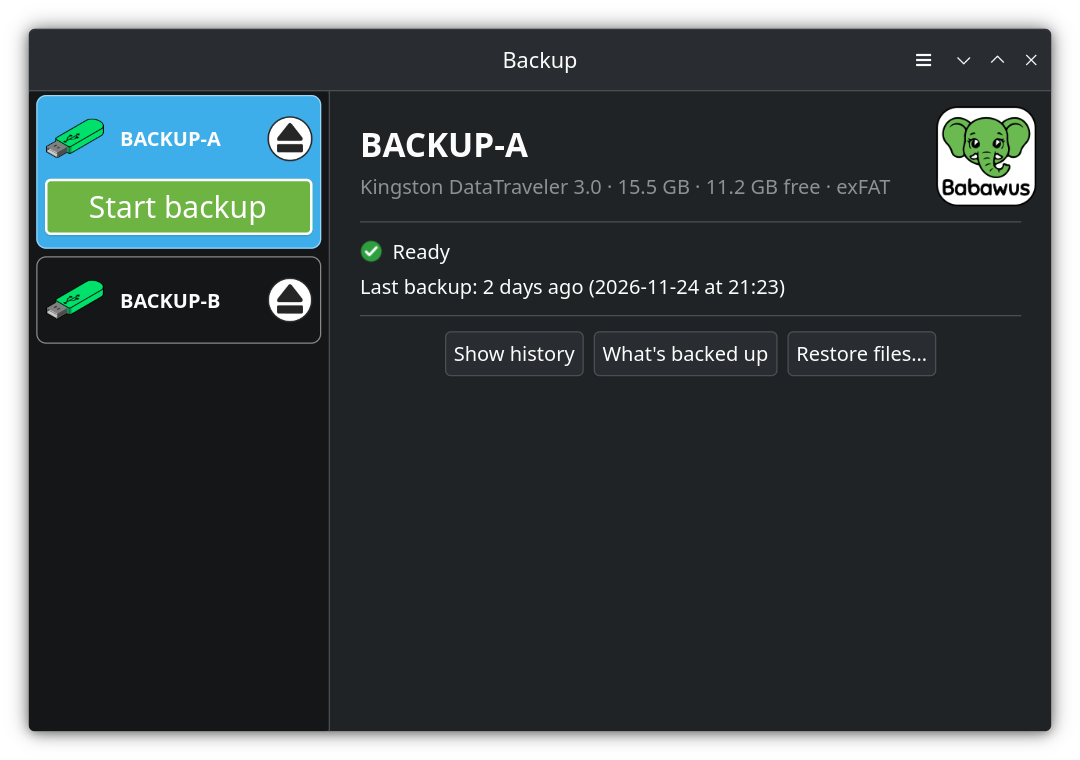 Backup
BACKUP-A
Start backup
BACKUP-B
BACKUP-A
Kingston DataTraveler 3.0 · 15.5 GB · 11.2 GB free · exFAT
Babawus
Ready
Last backup: 2 days ago (2026-11-24 at 21:23)
Show history
What's backed up
Restore files...